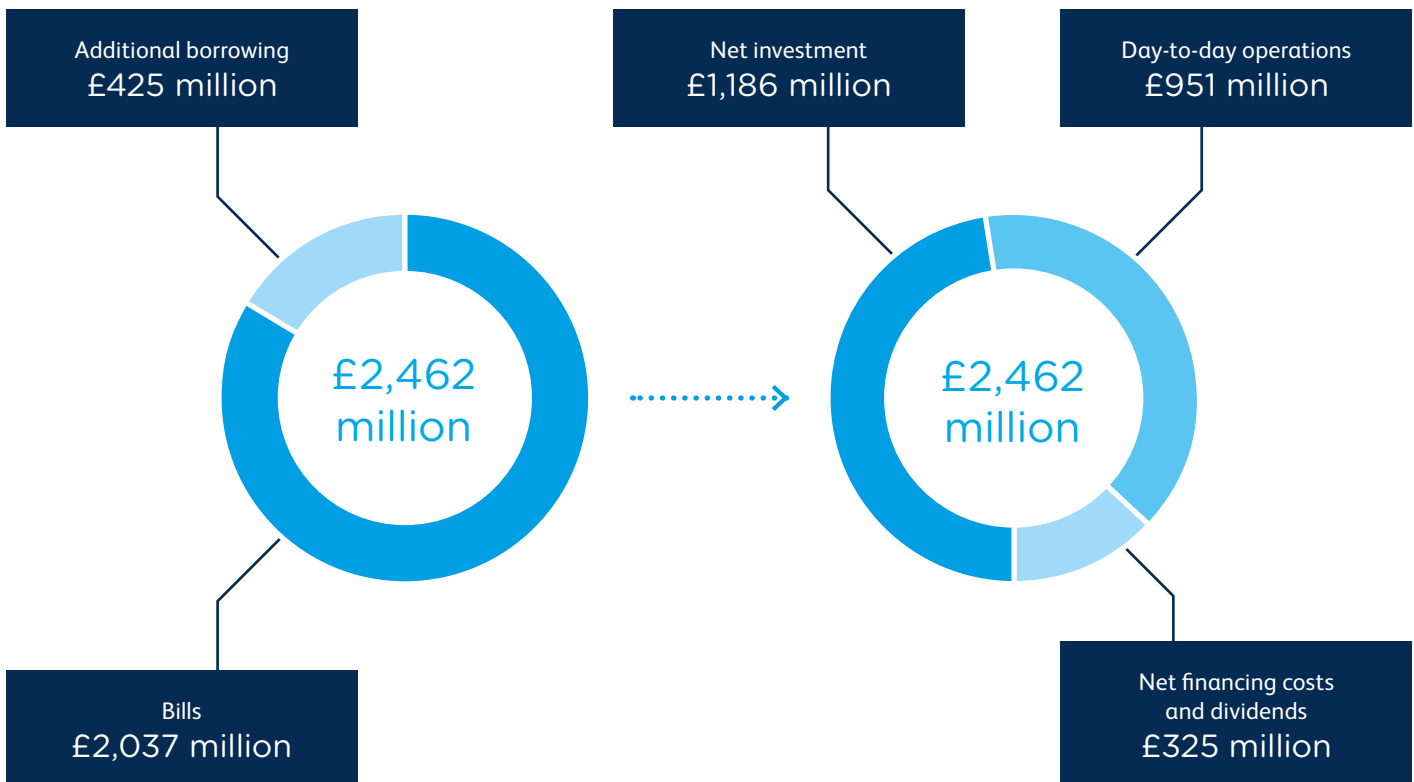 Additional borrowing
£425 million
Net investment
£1,186 million
Day-to-day operations
£951 million
£2,462
million
£2,462
million
Bills
£2,037 million
Net financing costs
and dividends
£325 million